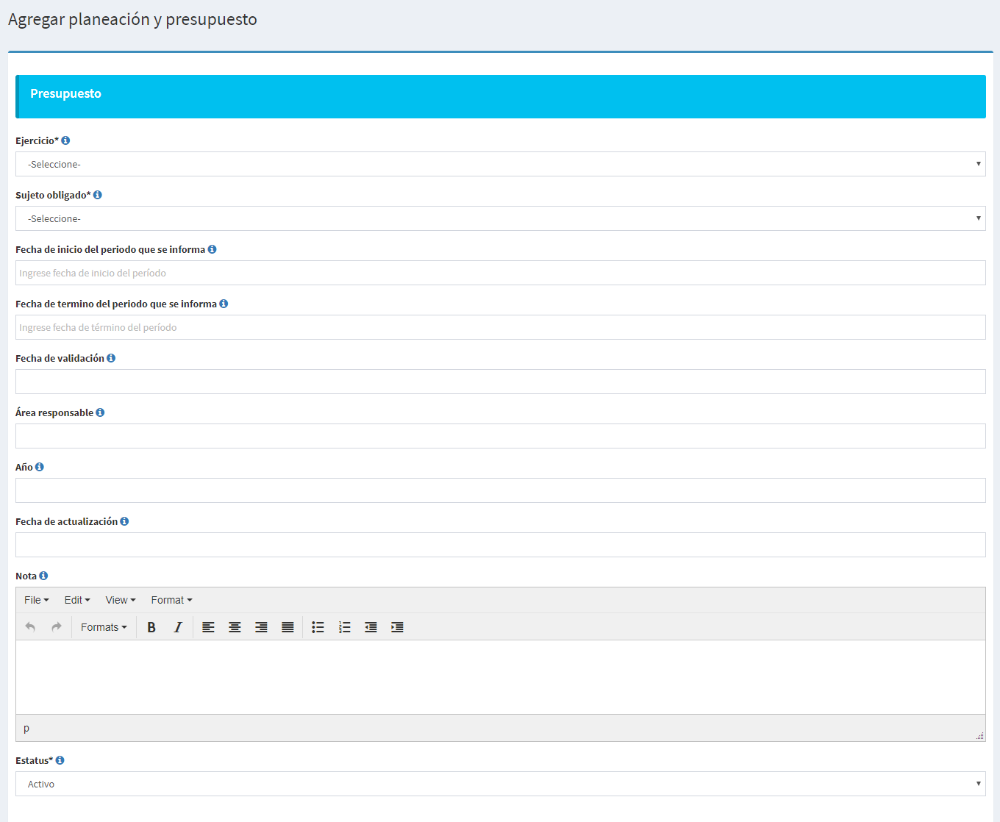 Agregar planeación y presupuesto
Presupuesto
Ejercicio*
-Seleccione-
Sujeto obligado*
-Seleccione-
Fecha de inicio del periodo que se informa
Ingrese fecha de inicio del período
Fecha de termino del periodo que se informa
Ingrese fecha de término del período
Fecha de validación
Área responsable
Año
Fecha de actualización
Nota
File Edit View Format
Formats B I
p
Estatus*
Activo